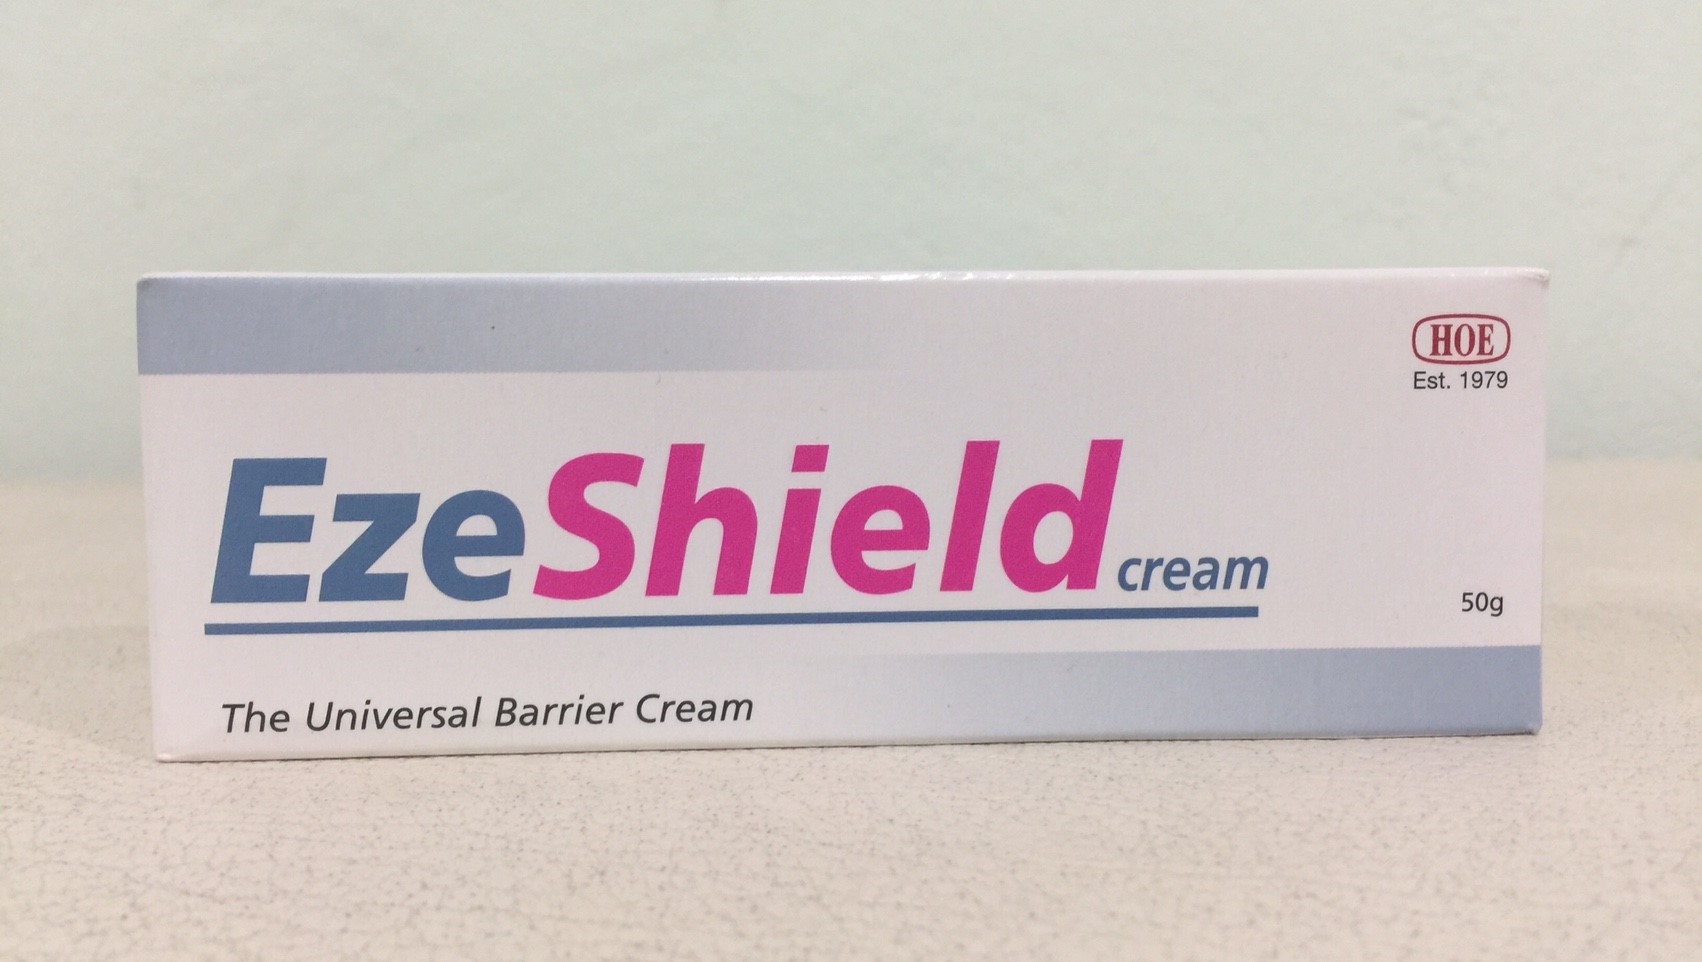 HOE
Est. 1979
EzeShield cream
50g
The Universal Barrier Cream